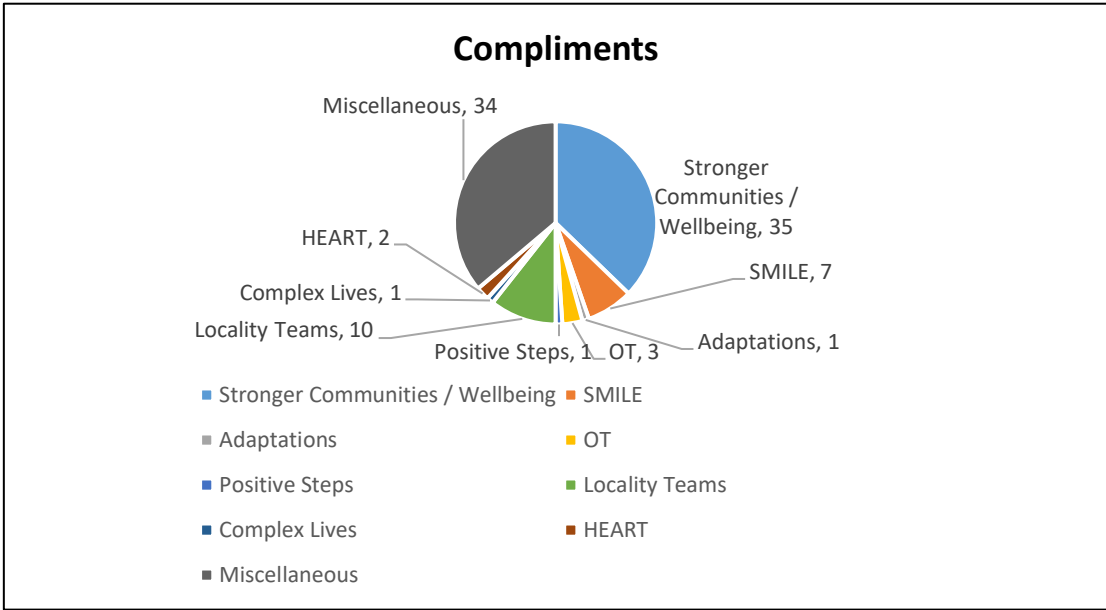 Compliments
Miscellaneous, 34
Stronger
Communities /
Wellbeing, 35
HEART, 2
SMILE, 7
Complex Lives, 1
Locality Teams, 10
Positive Steps, 1
OT, 3
Adaptations, 1
Stronger Communities / Wellbeing
SMILE
Adaptations
OT
Positive Steps
Locality Teams
Complex Lives
HEART
Miscellaneous